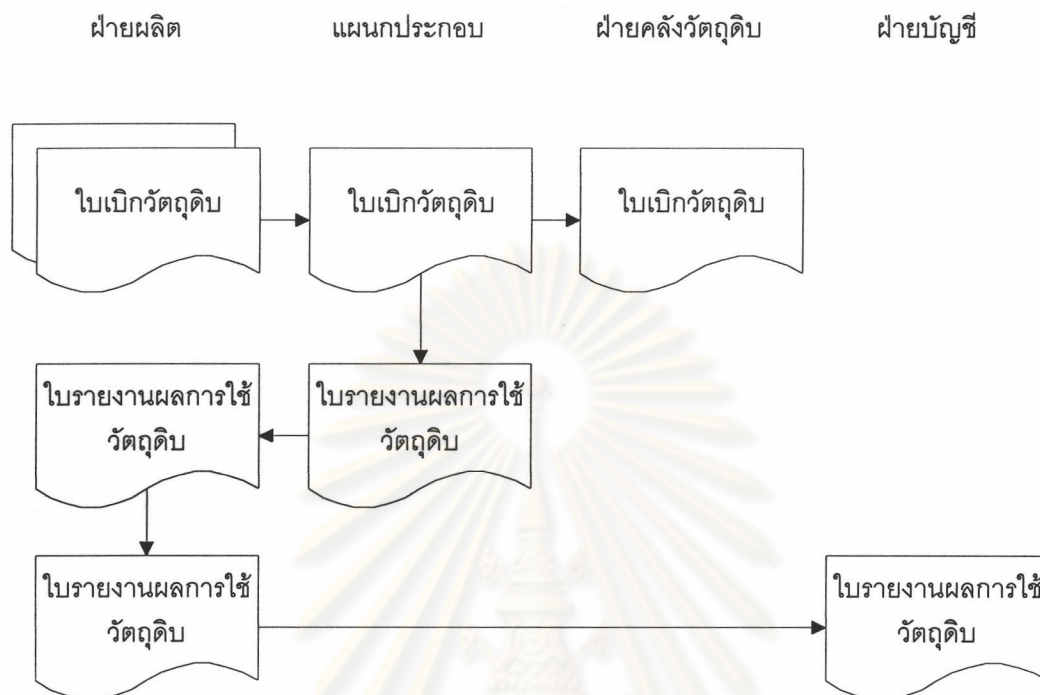 ฝ่ายผลิต แผนกประกอบ ฝ่ายคลังวัตถุดิบ ฝ่ายบัญชี
ใบเบิกวัตถุดิบ ใบเบิกวัตถุดิบ ใบเบิกวัตถุดิบ
ใบรายงานผลการใช้
วัตถุดิบ
ใบรายงานผลการใช้
วัตถุดิบ
ใบรายงานผลการใช้
วัตถุดิบ
ใบรายงานผลการใช้
วัตถุดิบ